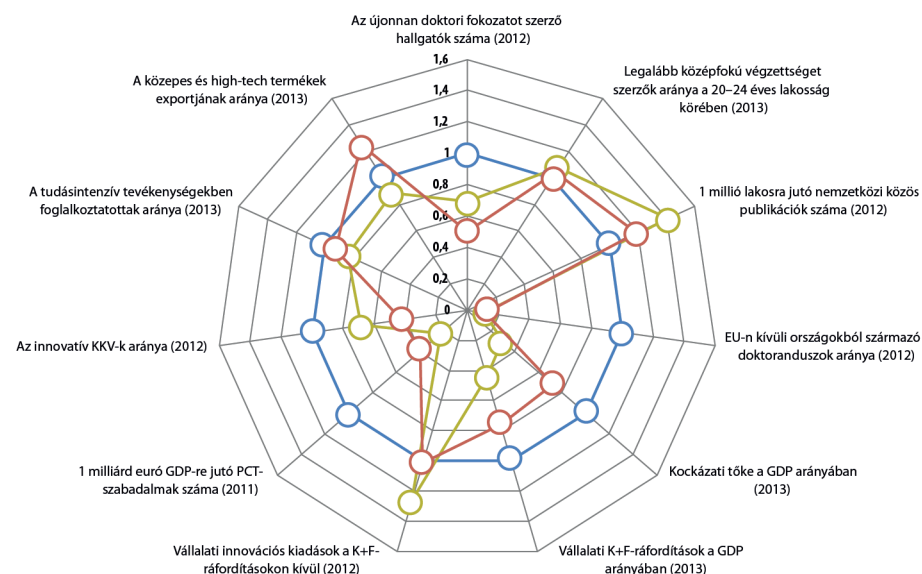 Az újonnan doktori fokozatot szerző
hallgatók száma (2012)
1,6
1,4
1,2
1
0,8
0,6
0,4
0,2
0
Legalább középfokú végzettséget
szerzők aránya a 20–24 éves lakosság
körében (2013)
1 millió lakosra jutó nemzetközi közös
publikációk száma
(2012)
EU-n kívüli országokból származó
doktoranduszok aránya (2012)
Kockázati tőke a GDP arányában
(2013)
Vállalati K+F-ráfordítások a GDP
arányában (2013)
Vállalati innovációs kiadások a K+F-
ráfordításokon kívül (2012)
1 milliárd euró GDP-re jutó PCT-
szabadalmak száma (2011)
Az innovatív KKV-k aránya (2012)
A tudásintenzív tevékenységekben
foglalkoztatottak aránya (2013)
A közepes és high-tech termékek
exportjának aránya (2013)